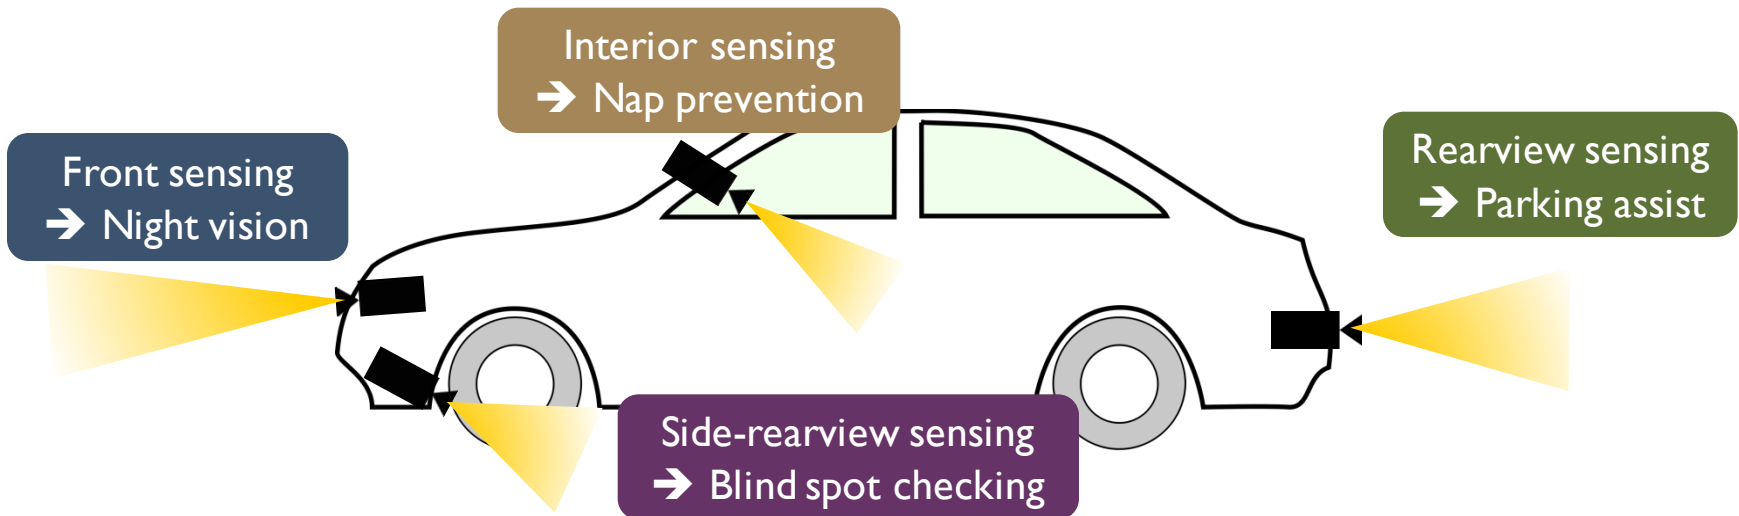 Interior sensing
➔ Nap prevention
Front sensing
➔ Night vision
Rearview sensing
➔ Parking assist
Side-rearview sensing
➔ Blind spot checking